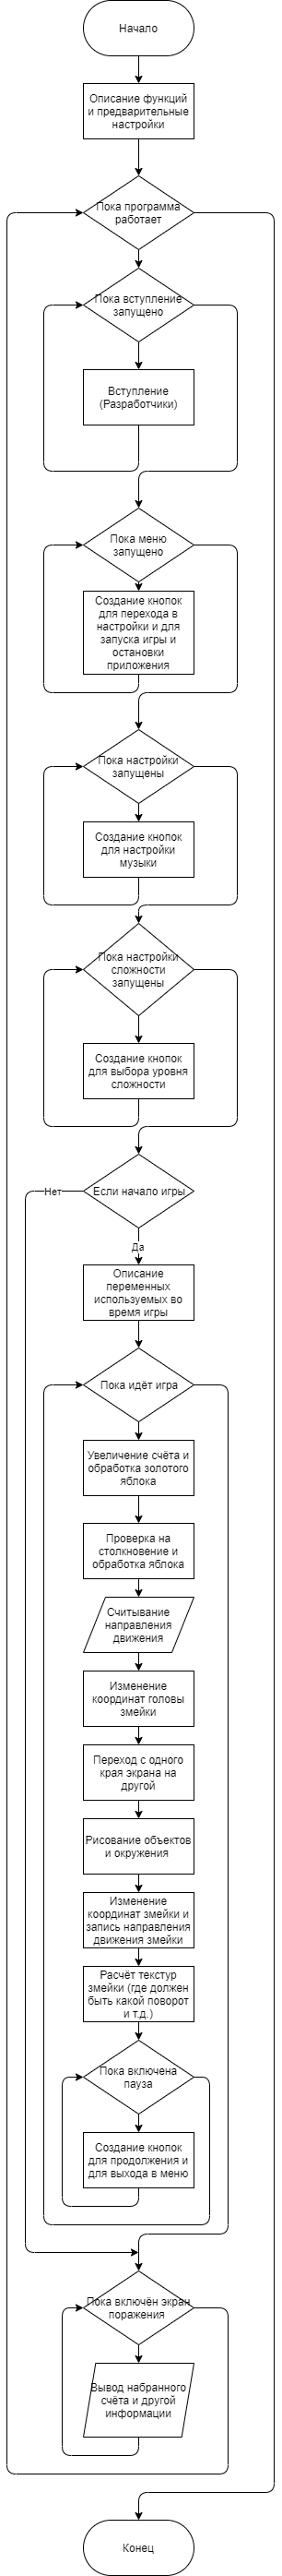 Начало
Описание функций
и предварительные
настройки
Пока программа
работает
Пока вступление
запущено
Вступление
(Разработчики)
Пока меню
запущено
Создание кнопок
для перехода в
настройки и для
запуска игры и
остановки
приложения
Пока настройки
запущены
Создание кнопок
для настройки
музыки
Пока настройки
сложности
запущены
Создание кнопок
для выбора уровня
сложности
Нет
Если начало игры
Да
Описание
переменных
используемых во
время игры
Пока идёт игра
Увеличение счёта и
обработка золотого
яблока
Проверка на
столкновение и
обработка яблока
Считывание
направления
движения
Изменение
координат головы
змейки
Переход с одного
края экрана на
другой
Рисование объектов
и окружения
Изменение
координат змейки и
запись направления
движения змейки
Расчёт текстур
змейки (где должен
быть какой поворот
и т.д.)
Пока включена
пауза
Создание кнопок
для продолжения и
для выхода в меню
Пока включён экран
поражения
Вывод набранного
счёта и другой
информации
Конец